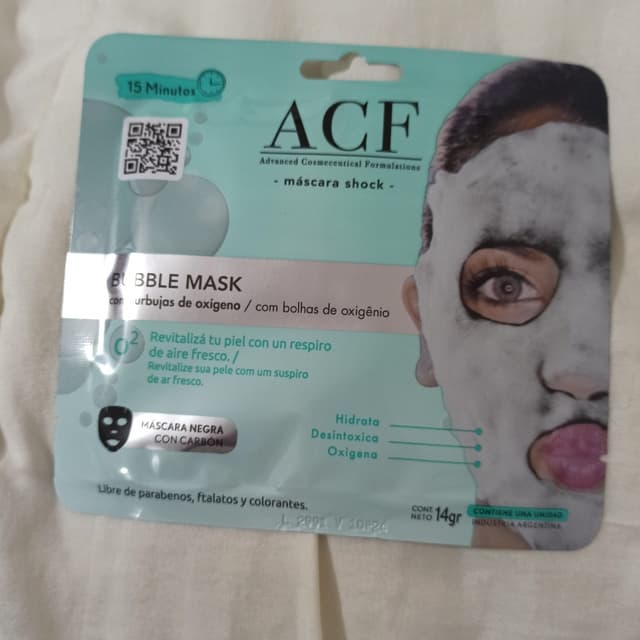 15 Minutos
ACF
Advanced Cosmeceutical Formulations
- máscara shock -
BUBBLE MASK
con burbujas de oxígeno / com bolhas de oxigênio
O2
Revitalizá tu piel con un respiro
de aire fresco. /
Revitalize sua pele com um suspiro
de ar fresco.
MÁSCARA NEGRA
CON CARBÓN
Hidrata
Desintoxica
Oxigena
Libre de parabenos, ftalatos y colorantes.
CONT.
NETO 14gr
CONTIENE UNA UNIDAD
INDUSTRIA ARGENTINA